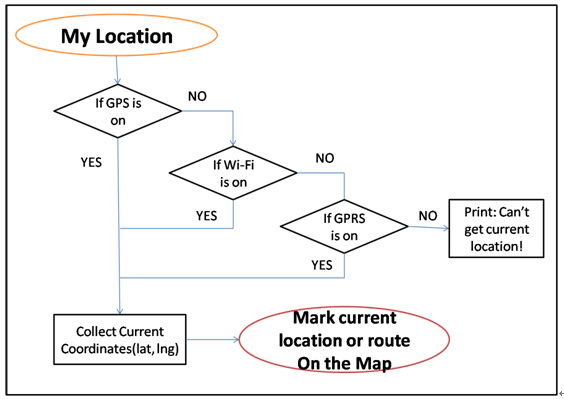 My Location
If GPS is
on
NO
YES
If Wi-Fi
is on
NO
YES
If GPRS
is on
NO
YES
Print: Can't
get current
location!
Collect Current
Coordinates(lat,lng)
Mark current
location or route
On the Map